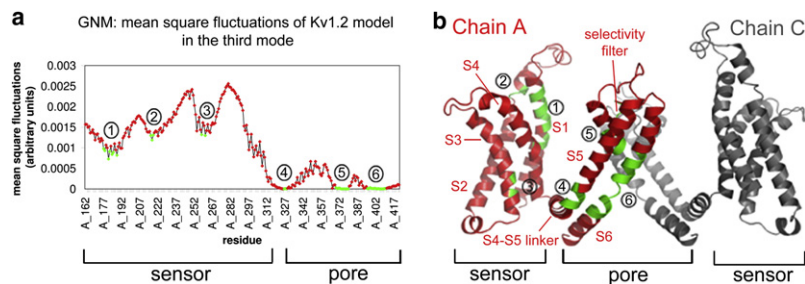 a
GNM: mean square fluctuations of Kv1.2 model
in the third mode
mean square fluctuations
(arbitrary units)
0.003
0.0025
0.002
0.0015
0.001
0.0005
0
1
2
3
4
5
6
A_162
A_177
A_192
A_207
A_222
A_237
A_252
A_267
A_282
A_297
A_312
A_327
A_342
A_357
A_372
A_387
A_402
A_417
residue
sensor
pore
b
Chain A
selectivity
filter
Chain C
S4
2
1
S1
S3
5
S5
S2
3
4
6
S4-S5 linker
S6
sensor
pore
sensor